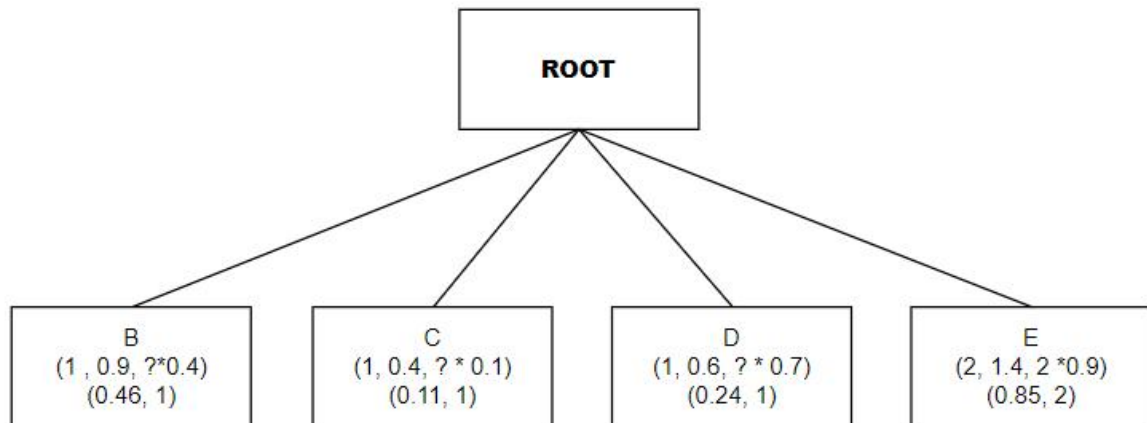 ROOT
B
(1 , 0.9, ?*0.4)
(0.46, 1)
C
(1, 0.4, ? * 0.1)
(0.11, 1)
D
(1, 0.6, ? * 0.7)
(0.24, 1)
E
(2, 1.4, 2 *0.9)
(0.85, 2)